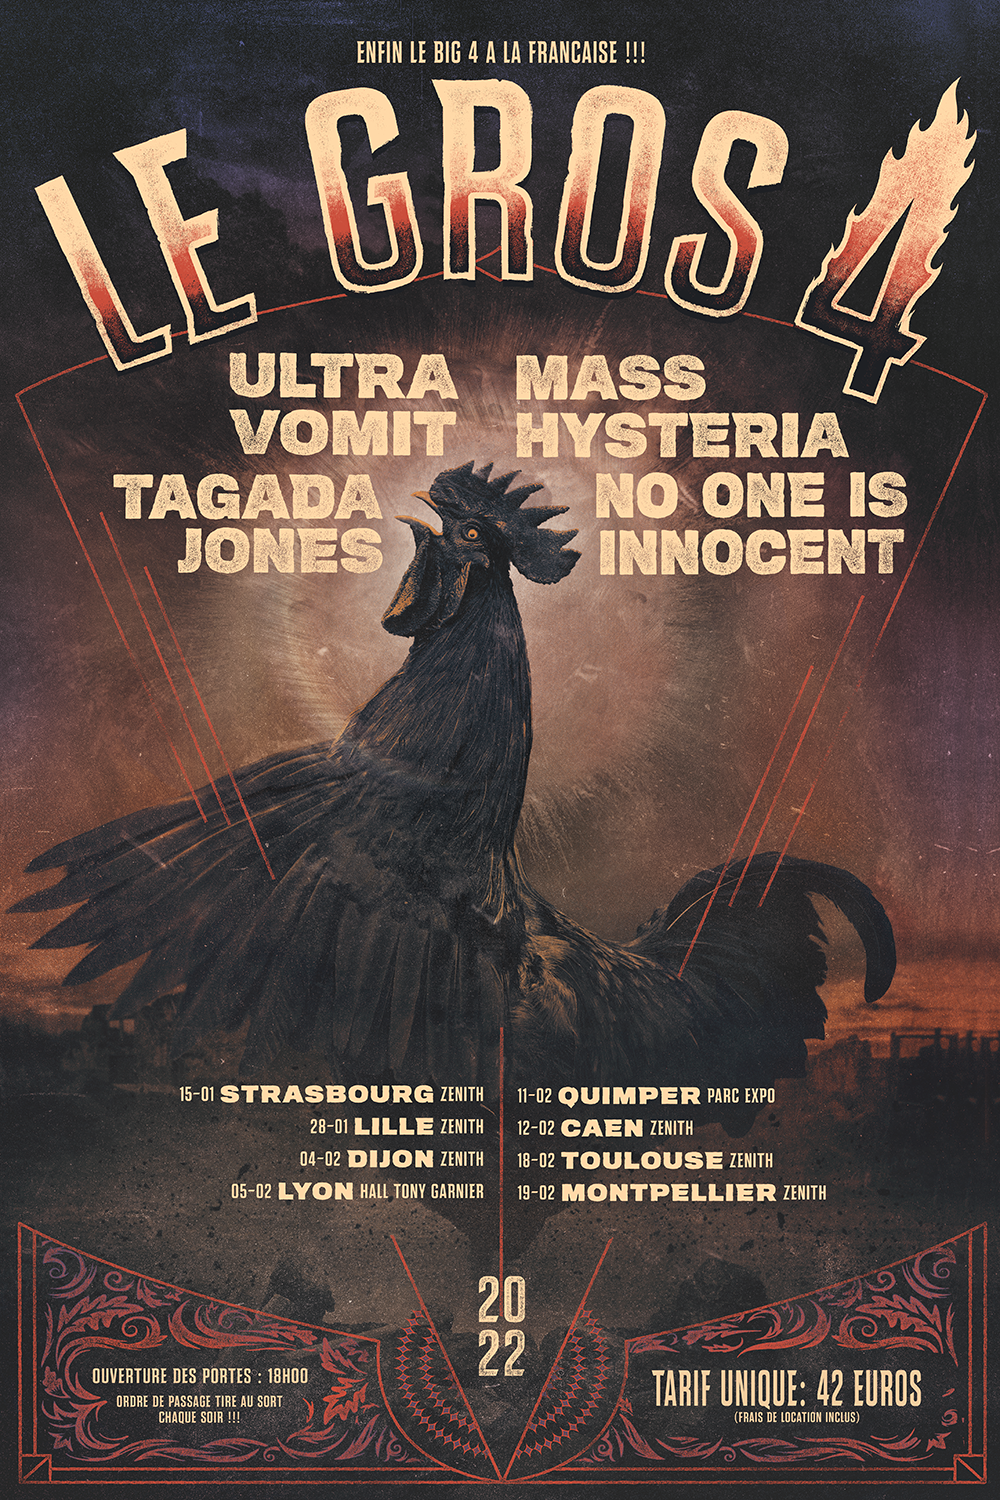 ENFIN LE BIG 4 A LA FRANCAISE !!!
LE GROS 4
ULTRA
VOMIT
MASS
HYSTERIA
TAGADA
JONES
NO ONE IS
INNOCENT
15-01 STRASBOURG ZENITH
28-01 LILLE ZENITH
04-02 DIJON ZENITH
05-02 LYON HALL TONY GARNIER
11-02 QUIMPER PARC EXPO
12-02 CAEN ZENITH
18-02 TOULOUSE ZENITH
19-02 MONTPELLIER ZENITH
20
22
OUVERTURE DES PORTES : 18H00
ORDRE DE PASSAGE TIRE AU SORT
CHAQUE SOIR !!!
TARIF UNIQUE: 42 EUROS
(FRAIS DE LOCATION INCLUS)